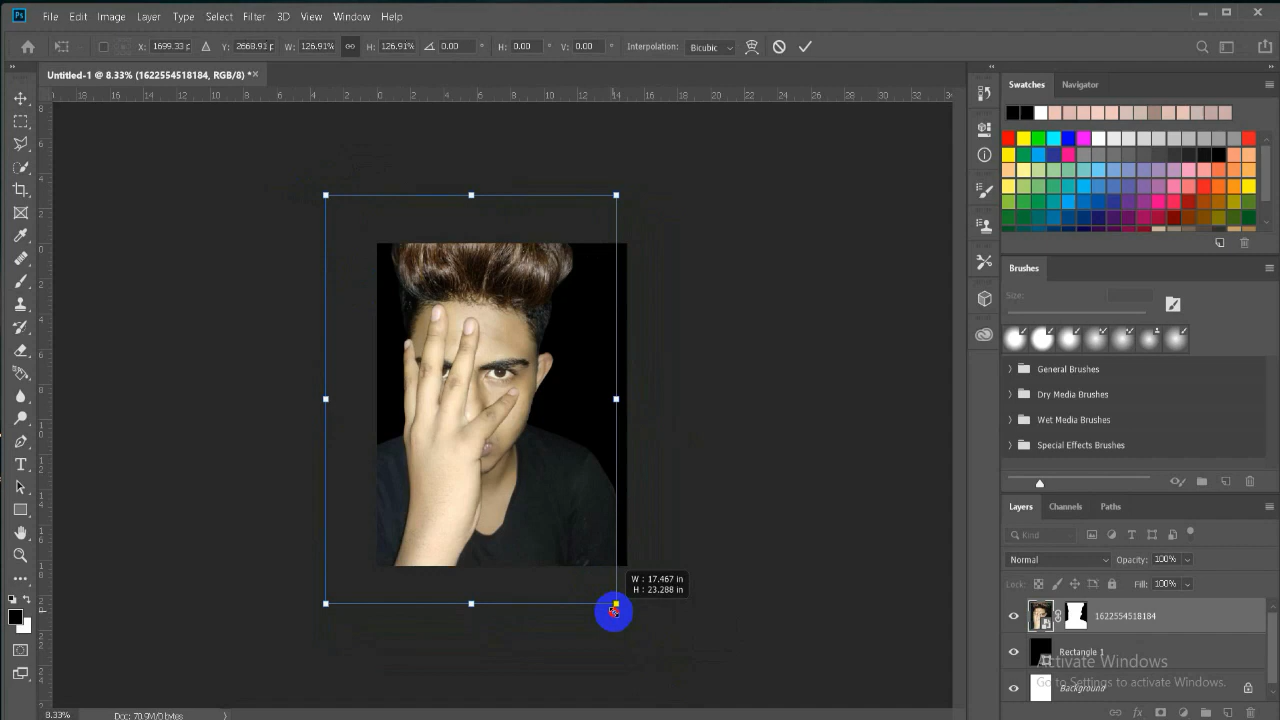 Ps File Edit Image Layer Type Select Filter 3D View Window Help
X: 1699.33 p Y: 2668.91 p W: 126.91% H: 126.91% 0.00 ° H: 0.00 ° V: 0.00 ° Interpolation: Bicubic
Untitled-1 @ 8.33% (1622554518184, RGB/8) *
Swatches Navigator
Brushes
Size:
General Brushes
Dry Media Brushes
Wet Media Brushes
Special Effects Brushes
W : 17.467 in
H : 23.288 in
Layers Channels Paths
Kind
Normal Opacity: 100%
Lock: Fill: 100%
1622554518184
Rectangle 1
Activate Windows
Go to Settings to activate Windows.
Background
8.33% Doc: 70.9M/0 bytes